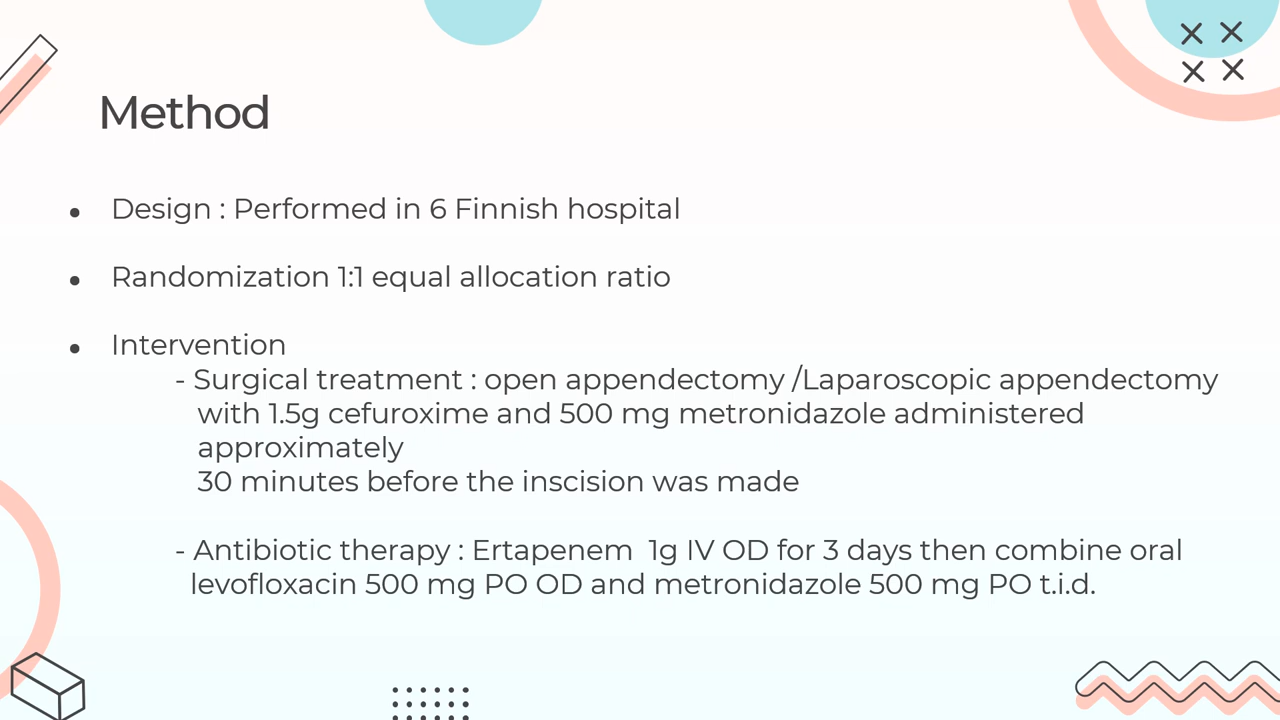 Method
• Design : Performed in 6 Finnish hospital
• Randomization 1:1 equal allocation ratio
• Intervention
- Surgical treatment : open appendectomy /Laparoscopic appendectomy
with 1.5g cefuroxime and 500 mg metronidazole administered
approximately
30 minutes before the inscision was made
- Antibiotic therapy : Ertapenem  1g IV OD for 3 days then combine oral
levofloxacin 500 mg PO OD and metronidazole 500 mg PO t.i.d.